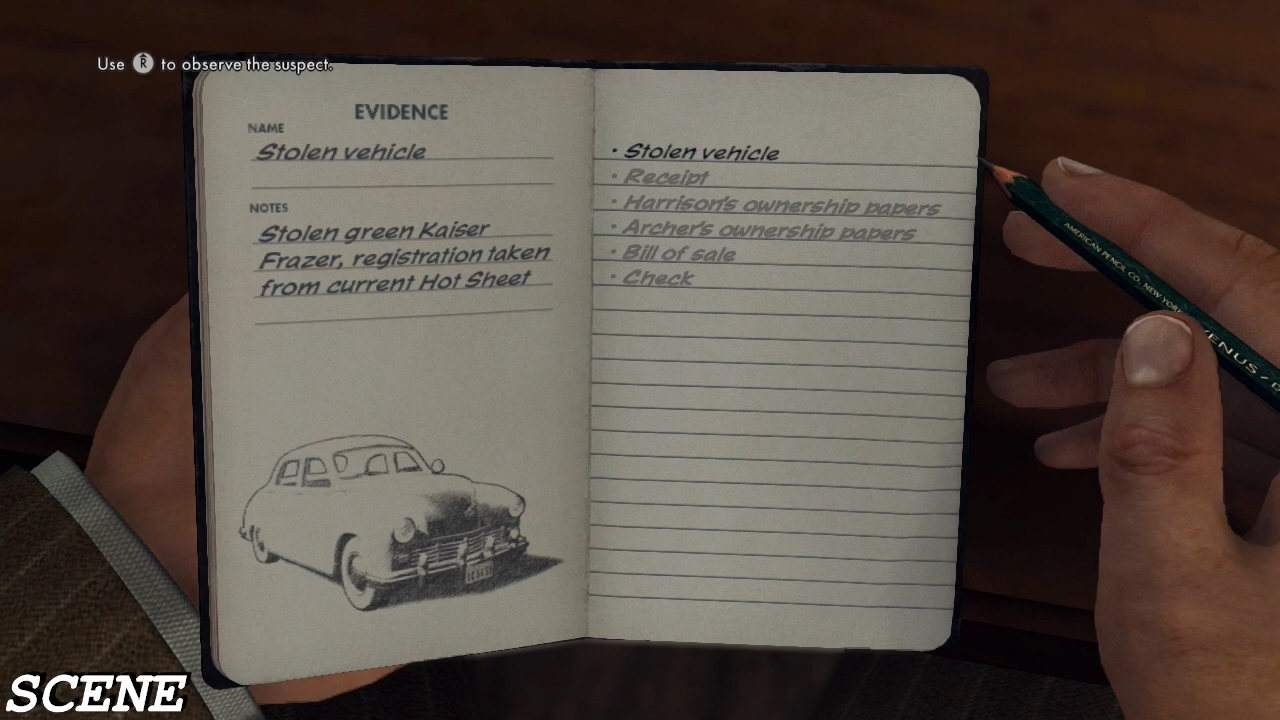 Use R to observe the suspect.
EVIDENCE
NAME
Stolen vehicle
NOTES
Stolen green Kaiser
Frazer, registration taken
from current Hot Sheet
• Stolen vehicle
• Receipt
• Harrison's ownership papers
• Archer's ownership papers
• Bill of sale
• Check
AMERICAN PENCIL CO. NEW YORK
VENUS
SCENE